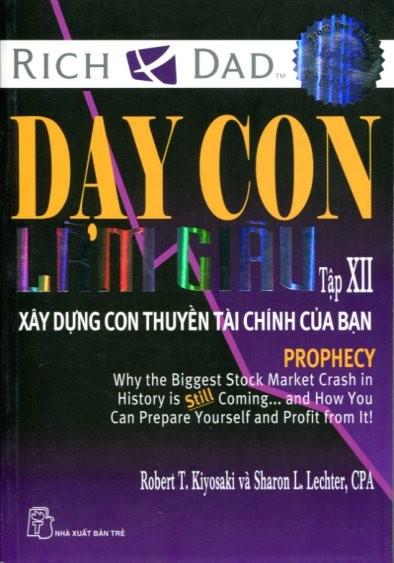 RICH DAD™
DẠY CON
LÀM GIÀU
Tập XII
XÂY DỰNG CON THUYỀN TÀI CHÍNH CỦA BẠN
PROPHECY
Why the Biggest Stock Market Crash in
History is Still Coming... and How You
Can Prepare Yourself and Profit from It!
Robert T. Kiyosaki và Sharon L. Lechter, CPA
NHÀ XUẤT BẢN TRẺ